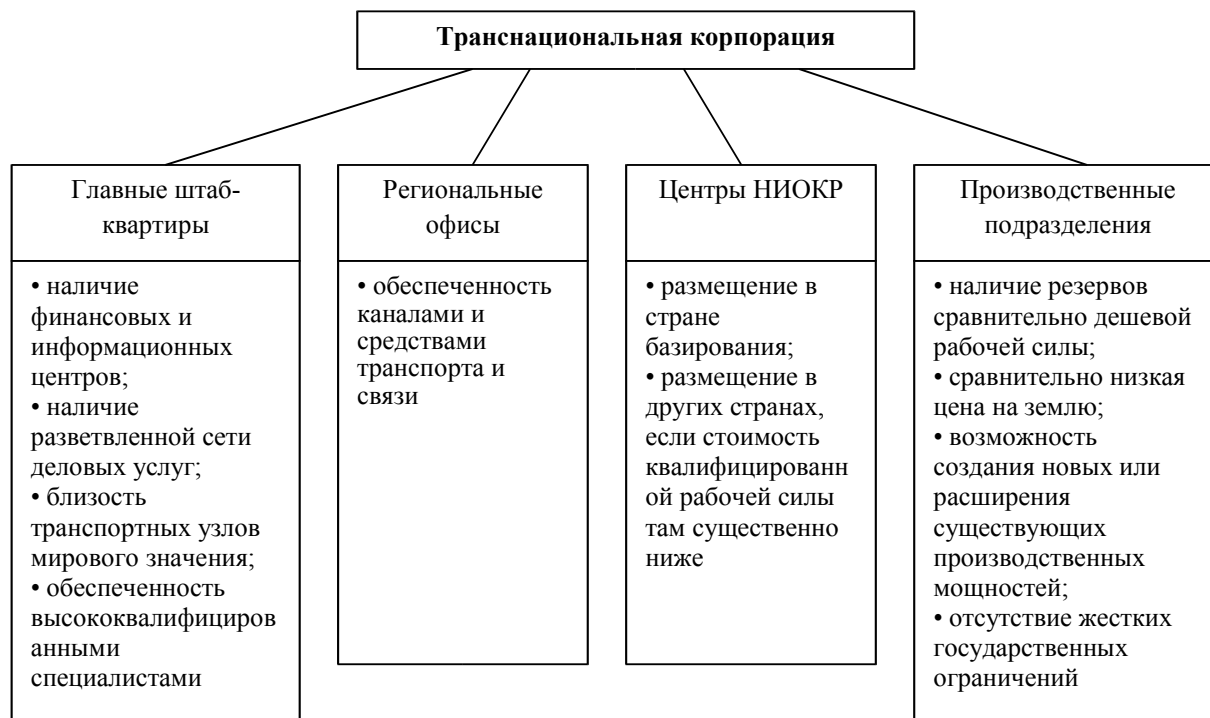 Транснациональная корпорация
Главные штаб-
квартиры
• наличие
финансовых и
информационных
центров;
• наличие
разветвленной сети
деловых услуг;
• близость
транспортных узлов
мирового значения;
• обеспеченность
высококвалифициров
анными
специалистами
Региональные
офисы
• обеспеченность
каналами и
средствами
транспорта и
связи
Центры НИОКР
• размещение в
стране
базирования;
• размещение в
других странах,
если стоимость
квалифицированн
ой рабочей силы
там существенно
ниже
Производственные
подразделения
• наличие резервов
сравнительно дешевой
рабочей силы;
• сравнительно низкая
цена на землю;
• возможность
создания новых или
расширения
существующих
производственных
мощностей;
• отсутствие жестких
государственных
ограничений